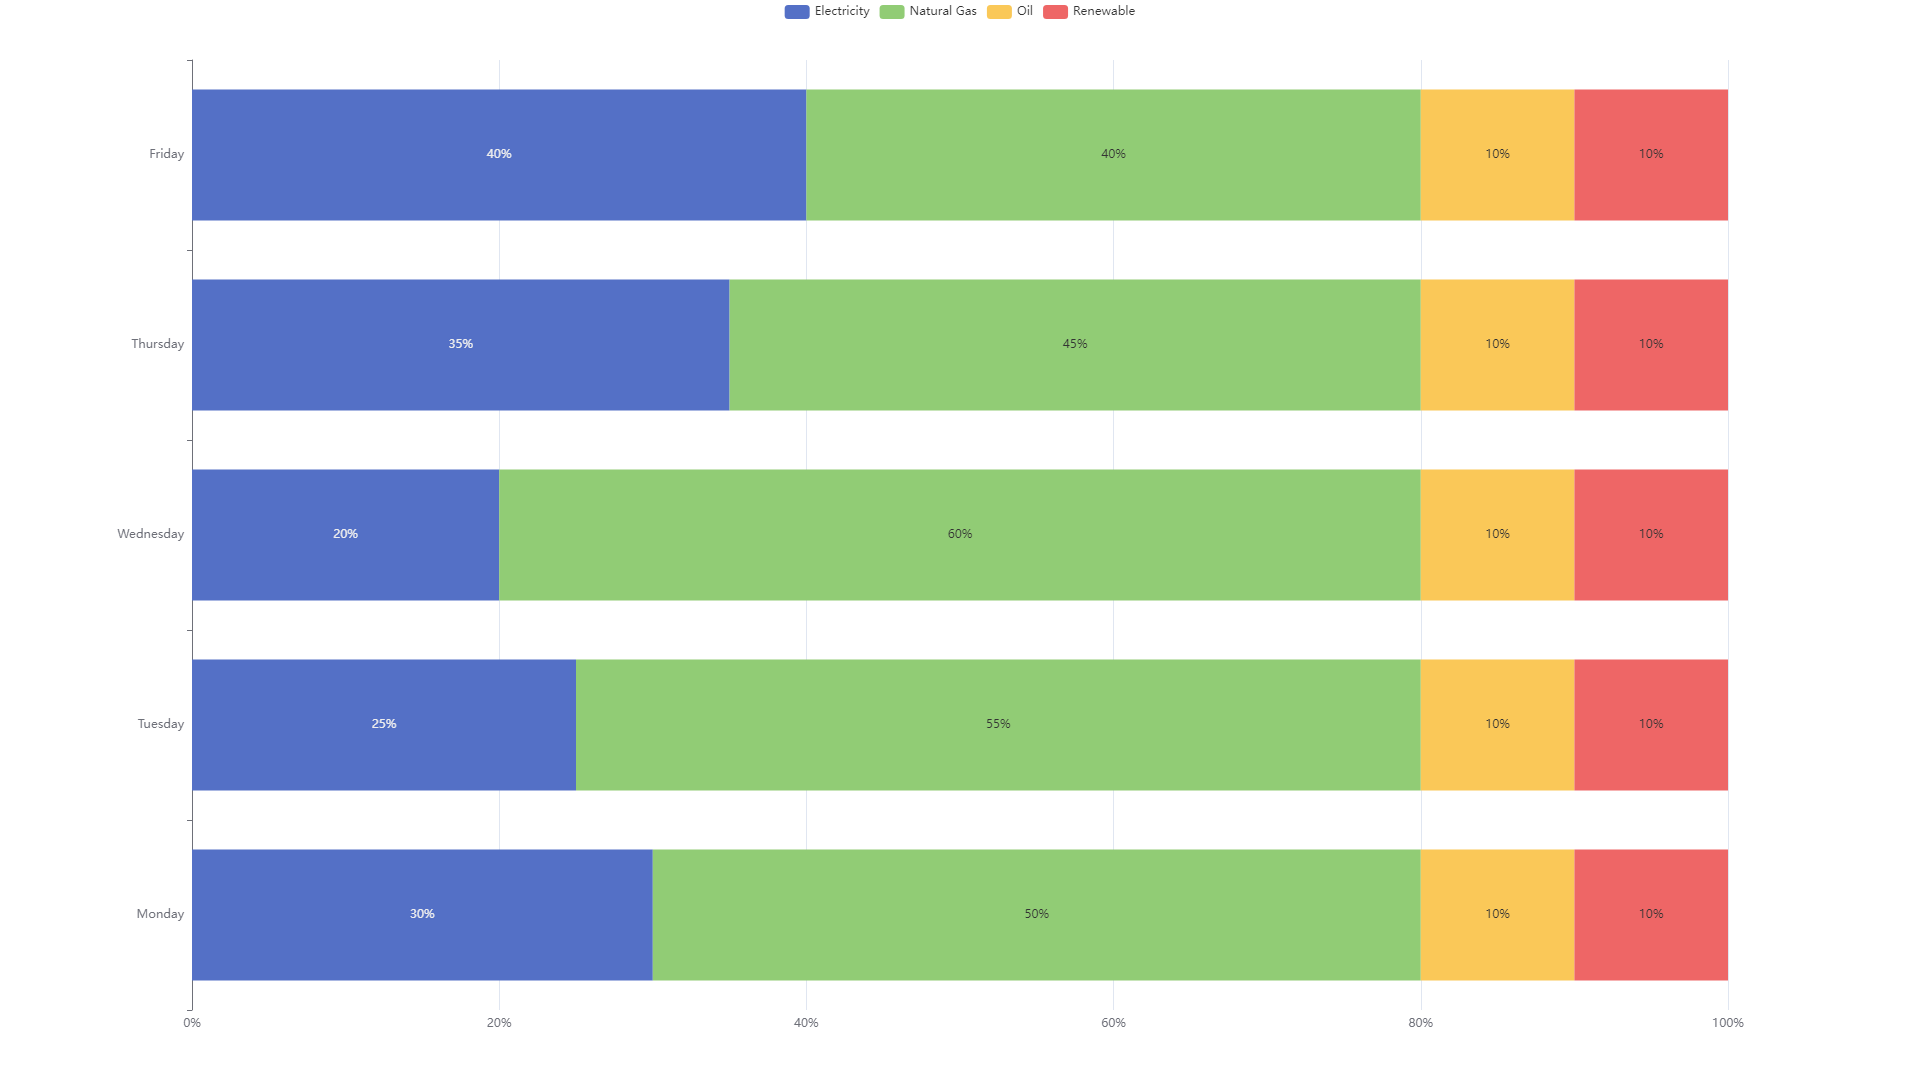 Electricity Natural Gas Oil Renewable
Friday 40% 40% 10% 10%
Thursday 35% 45% 10% 10%
Wednesday 20% 60% 10% 10%
Tuesday 25% 55% 10% 10%
Monday 30% 50% 10% 10%
0% 20% 40% 60% 80% 100%